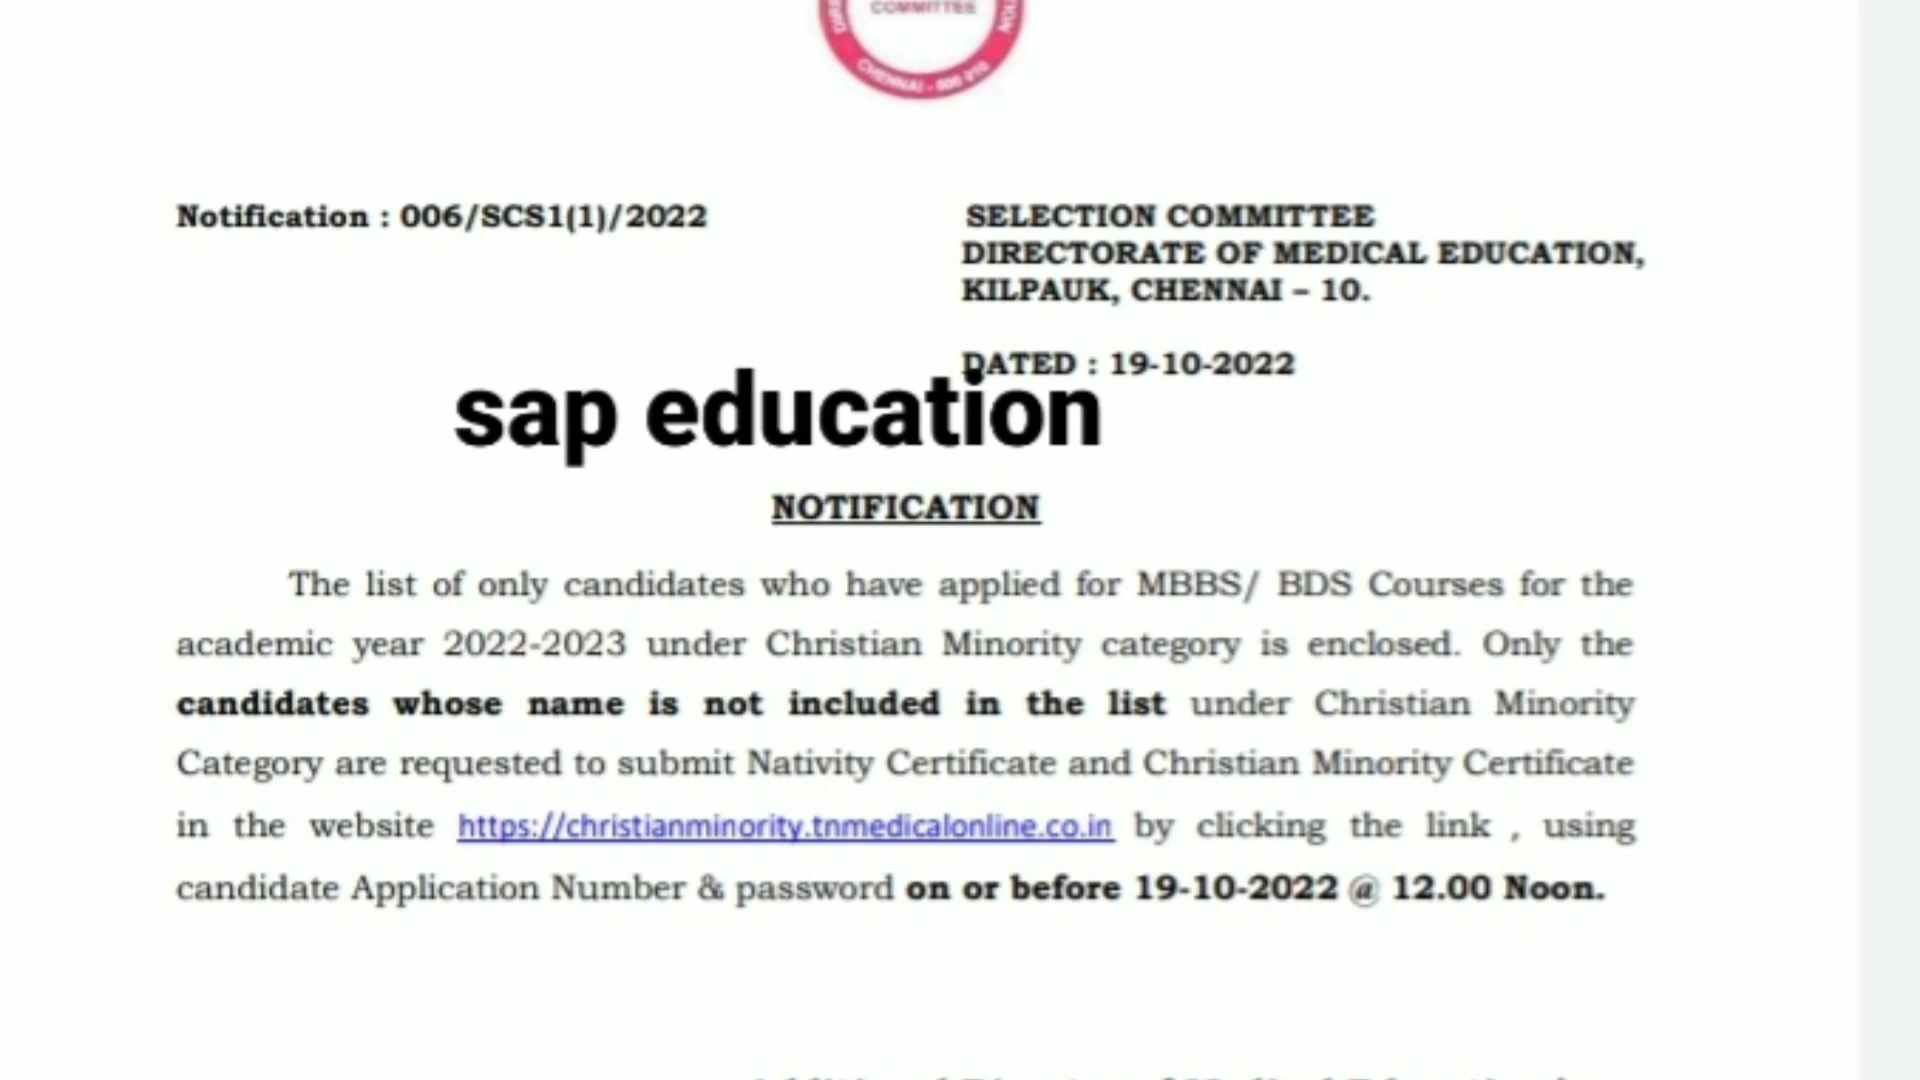 COMMITTEE
CHENNAI - 600 010
Notification : 006/SCS1(1)/2022
SELECTION COMMITTEE
DIRECTORATE OF MEDICAL EDUCATION,
KILPAUK, CHENNAI – 10.
DATED : 19-10-2022
sap education
NOTIFICATION
The list of only candidates who have applied for MBBS/ BDS Courses for the
academic year 2022-2023 under Christian Minority category is enclosed. Only the
candidates whose name is not included in the list under Christian Minority
Category are requested to submit Nativity Certificate and Christian Minority Certificate
in the website https://christianminority.tnmedicalonline.co.in by clicking the link , using
candidate Application Number & password on or before 19-10-2022 @ 12.00 Noon.